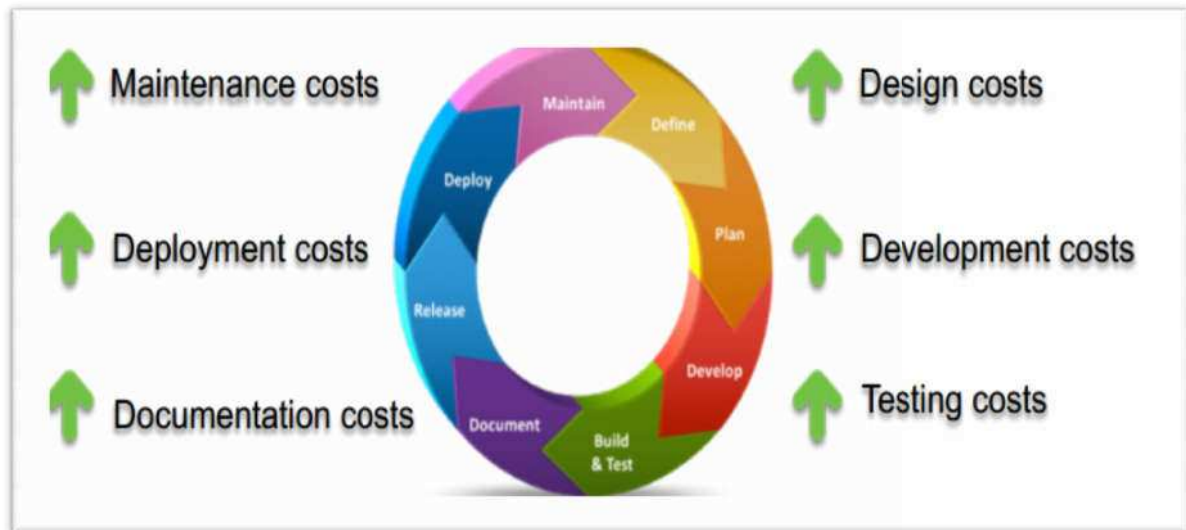 Maintenance costs
Deployment costs
Documentation costs
Maintain
Define
Plan
Develop
Build
& Test
Document
Release
Deploy
Design costs
Development costs
Testing costs